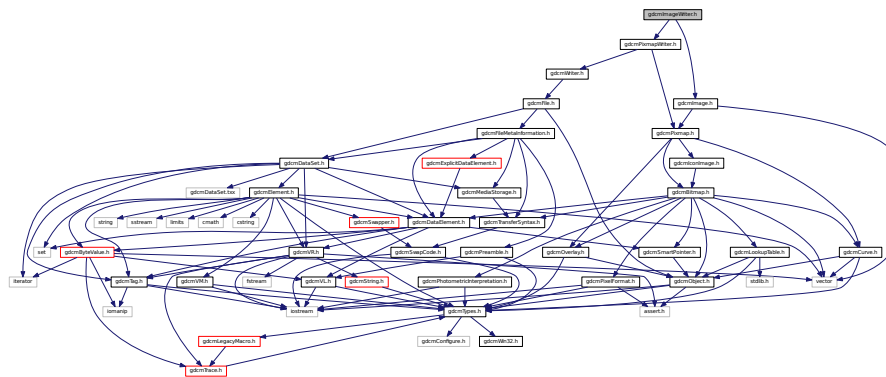 gdcmImageWriter.h
gdcmPixmapWriter.h
gdcmWriter.h
gdcmFile.h
gdcmImage.h
gdcmFileMetaInformation.h
gdcmPixmap.h
gdcmDataSet.h
gdcmExplicitDataElement.h
gdcmIconImage.h
gdcmDataSet.txx
gdcmElement.h
gdcmMediaStorage.h
gdcmBitmap.h
string
sstream
limits
cmath
cstring
gdcmSwapper.h
gdcmDataElement.h
gdcmTransferSyntax.h
set
gdcmByteValue.h
gdcmVR.h
gdcmSwapCode.h
gdcmPreamble.h
gdcmOverlay.h
gdcmSmartPointer.h
gdcmLookupTable.h
gdcmCurve.h
iterator
gdcmTag.h
gdcmVM.h
fstream
gdcmVL.h
gdcmString.h
gdcmPhotometricInterpretation.h
gdcmPixelFormat.h
gdcmObject.h
stdlib.h
vector
iomanip
iostream
gdcmTypes.h
assert.h
gdcmLegacyMacro.h
gdcmConfigure.h
gdcmWin32.h
gdcmTrace.h